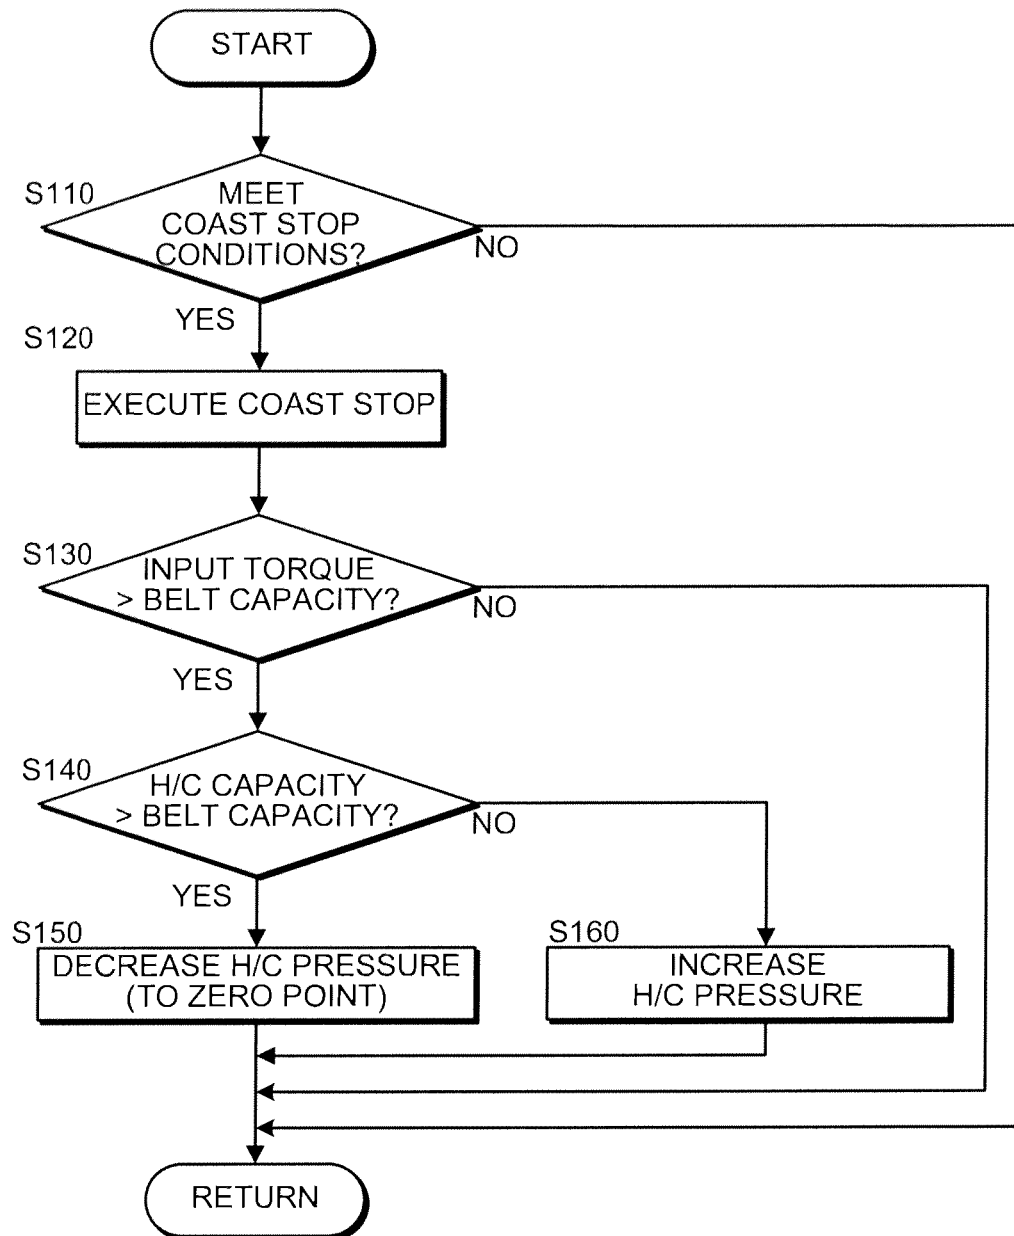 START
S110
MEET
COAST STOP
CONDITIONS?
NO
YES
S120
EXECUTE COAST STOP
S130
INPUT TORQUE
> BELT CAPACITY?
NO
YES
S140
H/C CAPACITY
> BELT CAPACITY?
NO
YES
S150
DECREASE H/C PRESSURE
(TO ZERO POINT)
S160
INCREASE
H/C PRESSURE
RETURN